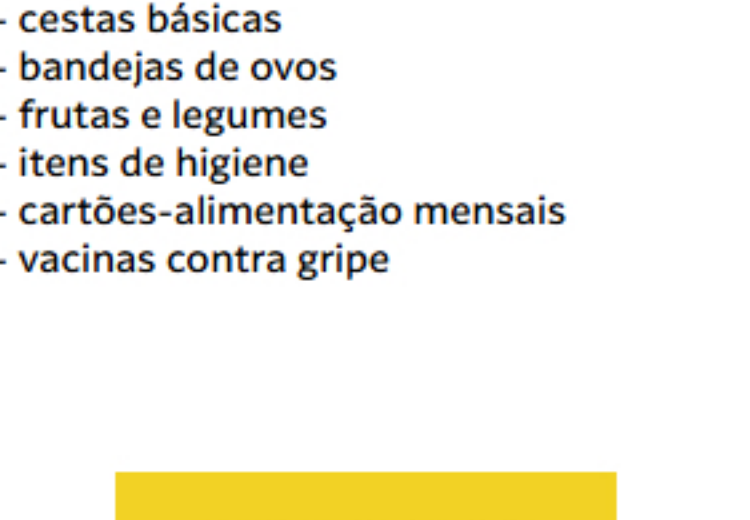 - cestas básicas
- bandejas de ovos
- frutas e legumes
- itens de higiene
- cartões-alimentação mensais
- vacinas contra gripe